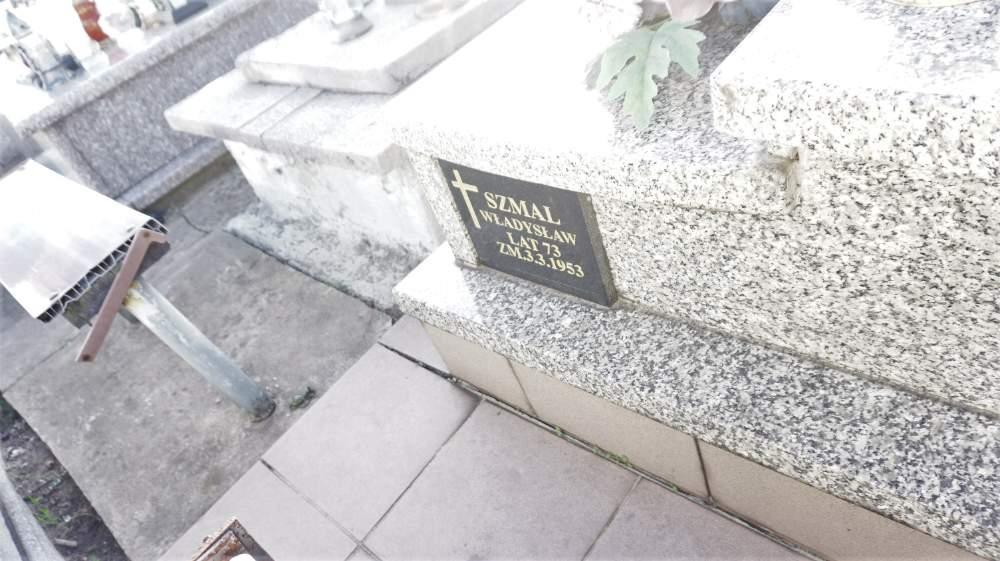 SZMAL
WŁADYSŁAW
LAT 73
ZM.3.3.1953